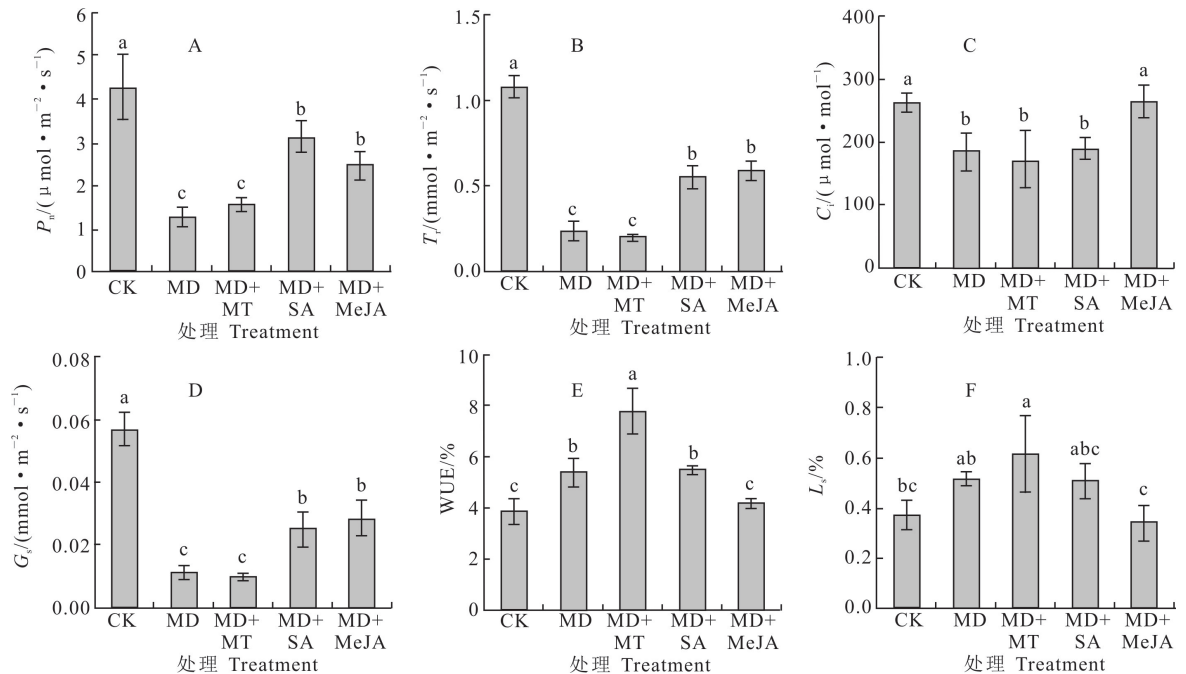 A
P_n/(μmol·m⁻²·s⁻¹)
6
5
4
3
2
1
0
a
c
c
b
b
CK MD MD+ MD+ MD+
MT SA MeJA
处理 Treatment
B
T_r/(mmol·m⁻²·s⁻¹)
1.5
1.0
0.5
0.0
a
c
c
b
b
CK MD MD+ MD+ MD+
MT SA MeJA
处理 Treatment
C
C_i/(μmol·mol⁻¹)
400
300
200
100
0
a
b
b
b
a
CK MD MD+ MD+ MD+
MT SA MeJA
处理 Treatment
D
G_s/(mmol·m⁻²·s⁻¹)
0.08
0.06
0.04
0.02
0.00
a
c
c
b
b
CK MD MD+ MD+ MD+
MT SA MeJA
处理 Treatment
E
WUE/%
10
8
6
4
2
0
c
b
a
b
c
CK MD MD+ MD+ MD+
MT SA MeJA
处理 Treatment
F
L_s/%
1.0
0.8
0.6
0.4
0.2
0.0
bc
ab
a
abc
c
CK MD MD+ MD+ MD+
MT SA MeJA
处理 Treatment